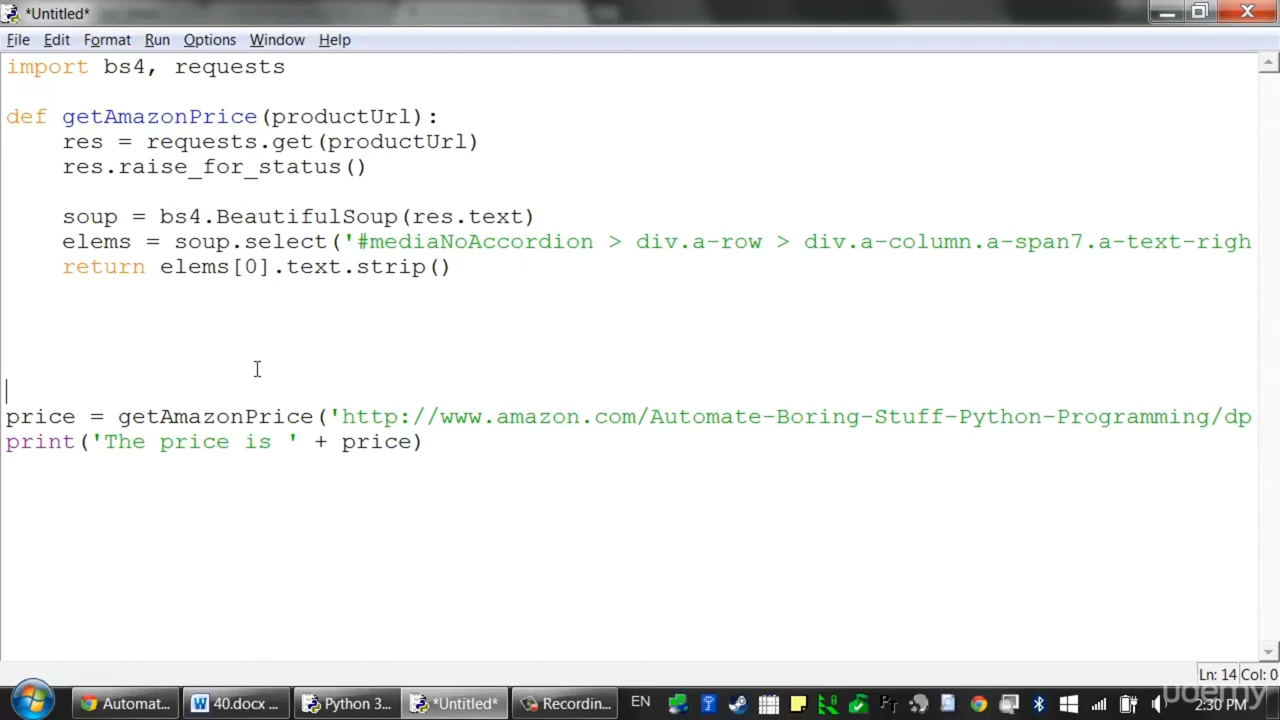 *Untitled*
File Edit Format Run Options Window Help
import bs4, requests
def getAmazonPrice(productUrl):
res = requests.get(productUrl)
res.raise_for_status()
soup = bs4.BeautifulSoup(res.text)
elems = soup.select('#mediaNoAccordion > div.a-row > div.a-column.a-span7.a-text-righ
return elems[0].text.strip()
price = getAmazonPrice('http://www.amazon.com/Automate-Boring-Stuff-Python-Programming/dp
print('The price is ' + price)
Ln: 14 Col: 0
Automat... 40.docx ... Python 3... *Untitled* Recordin... EN 2:30 PM
udemy